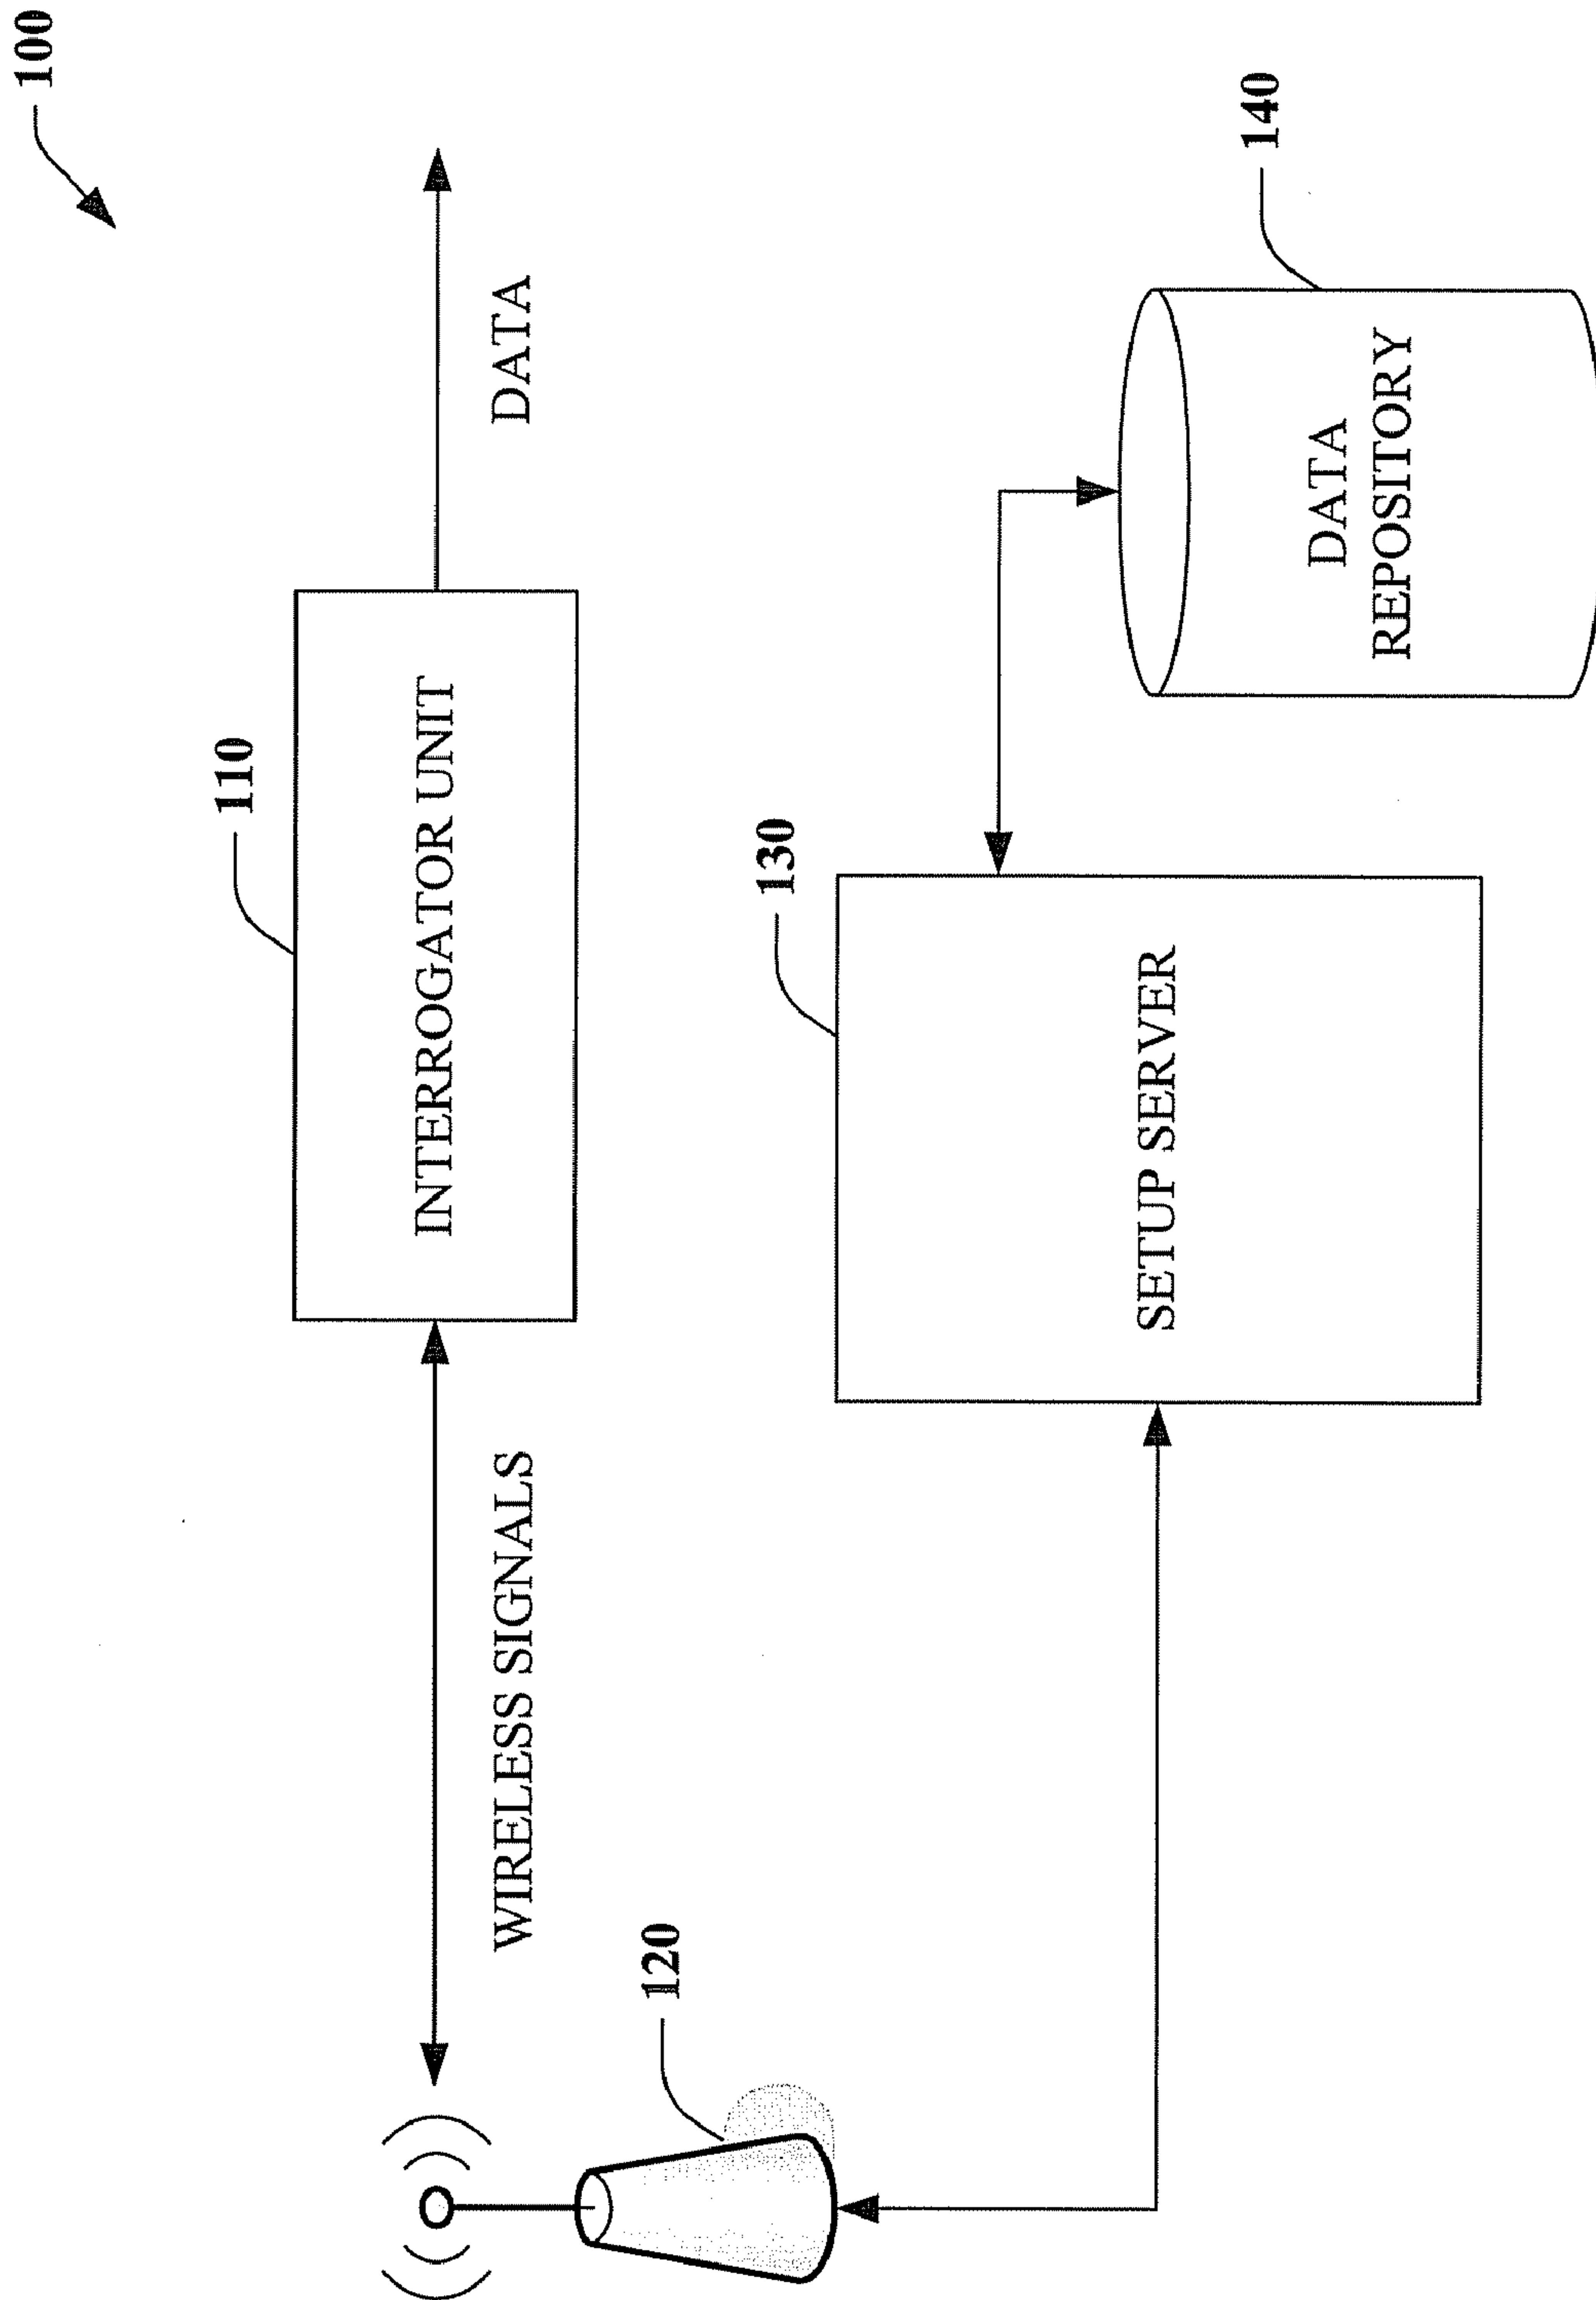 100
110
INTERROGATOR UNIT
WIRELESS SIGNALS
DATA
120
130
SETUP SERVER
140
DATA
REPOSITORY